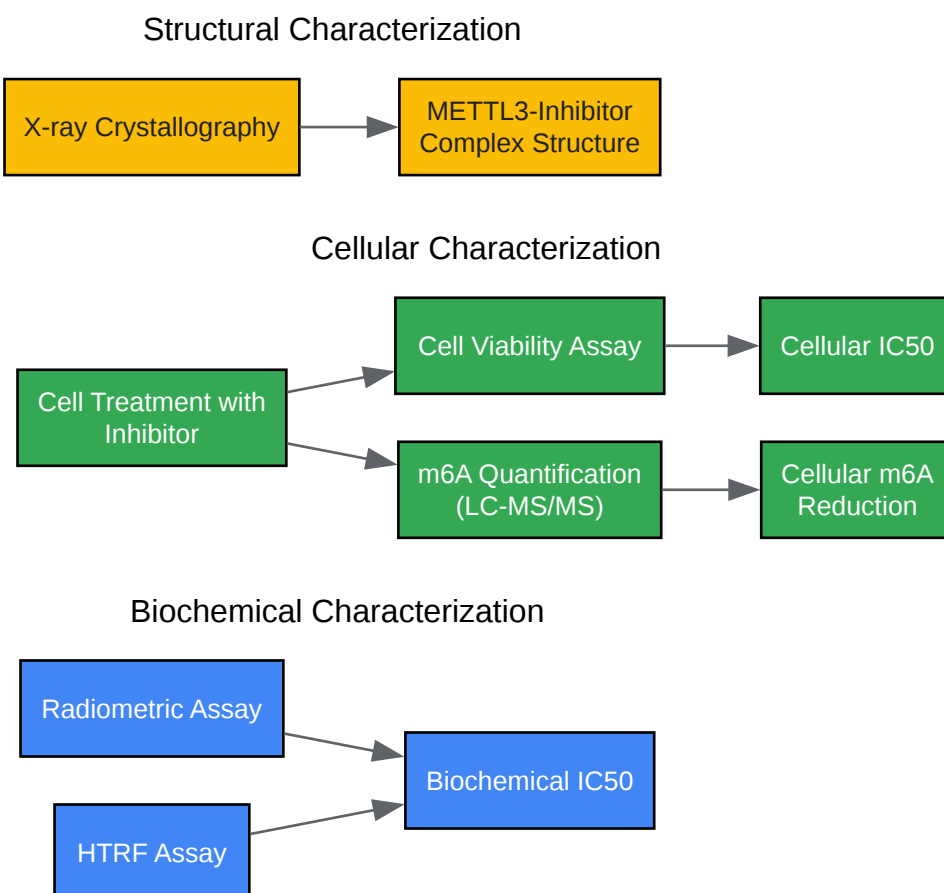 Structural Characterization
X-ray Crystallography
METTL3-Inhibitor
Complex Structure
Cellular Characterization
Cell Treatment with
Inhibitor
Cell Viability Assay
Cellular IC50
m6A Quantification
(LC-MS/MS)
Cellular m6A
Reduction
Biochemical Characterization
Radiometric Assay
HTRF Assay
Biochemical IC50